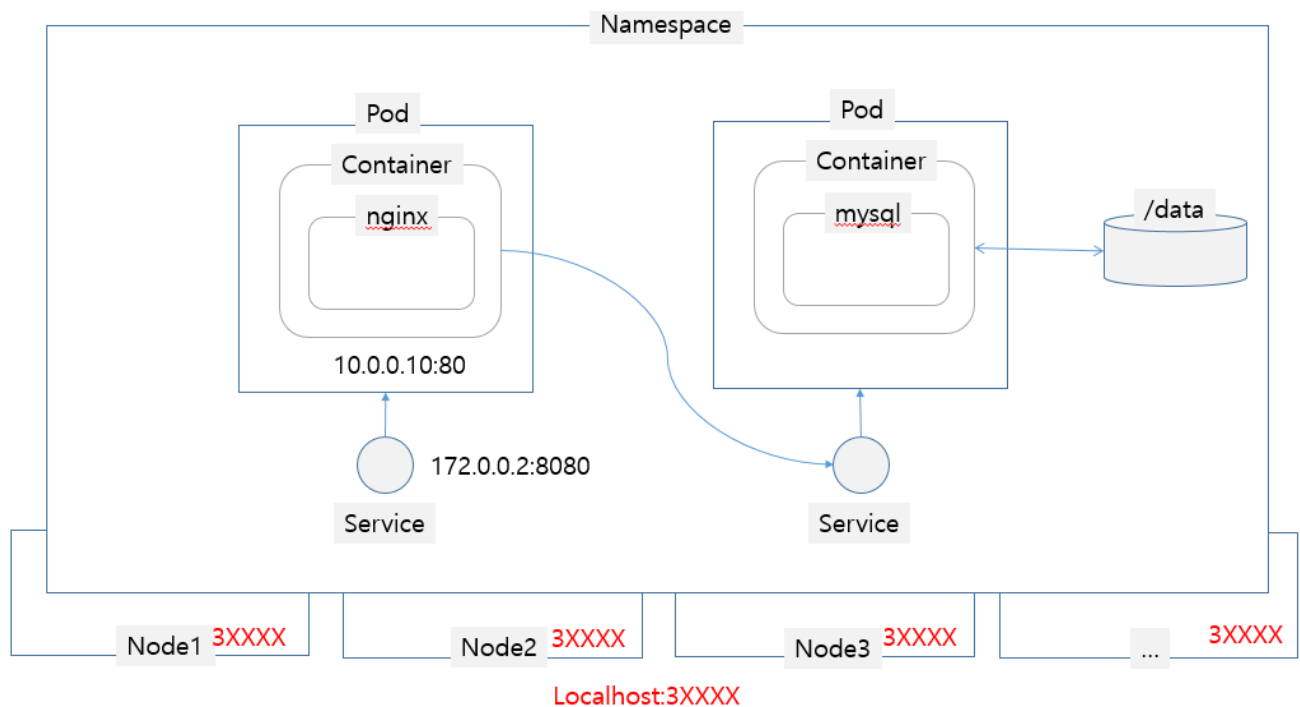 Namespace
Pod
Pod
Container
Container
nginx
mysql
/data
10.0.0.10:80
172.0.0.2:8080
Service
Service
Node1 3XXXX
Node2 3XXXX
Node3 3XXXX
... 3XXXX
Localhost:3XXXX